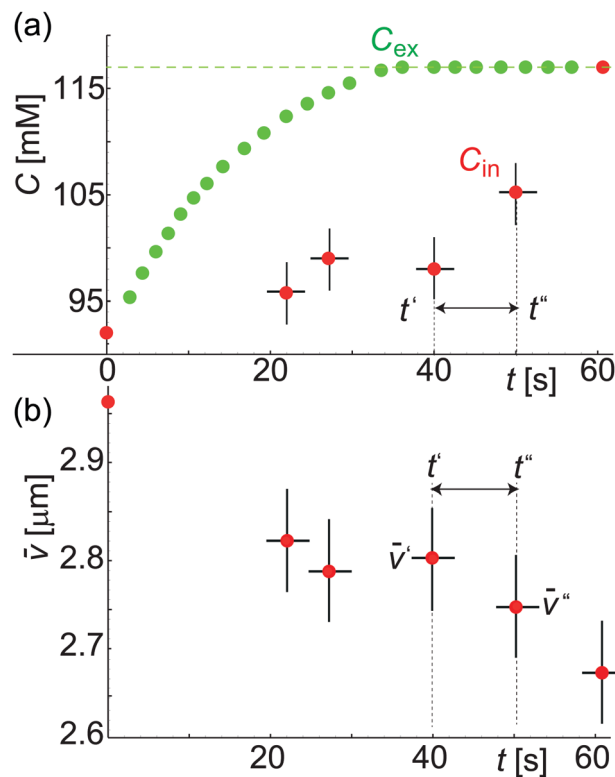 (a)
C [mM]
115
105
95
C_ex
C_in
t‘
t“
0
20
40
60
t [s]
(b)
v̄ [μm]
2.9
2.8
2.7
2.6
t‘
t“
v̄‘
v̄“
20
40
60
t [s]